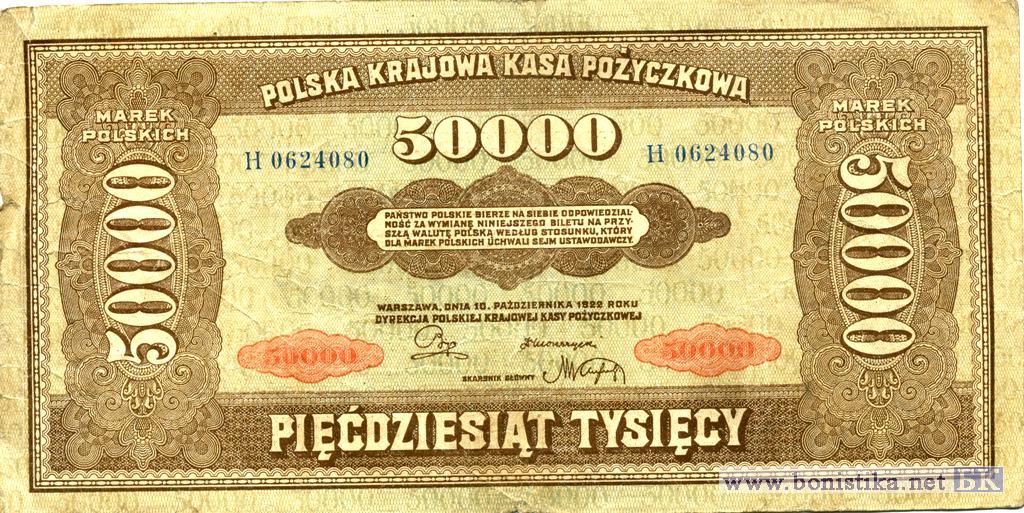 POLSKA KRAJOWA KASA POŻYCZKOWA
MAREK
POLSKICH
MAREK
POLSKICH
50000
H 0624080
H 0624080
50000
50000
PAŃSTWO POLSKIE BIERZE NA SIEBIE ODPOWIEDZIAL-
NOŚĆ ZA WYMIANĘ NINIEJSZEGO BILETU NA PRZY-
SZŁĄ WALUTĘ POLSKĄ WEDŁUG STOSUNKU, KTÓRY
DLA MAREK POLSKICH UCHWALI SEJM USTAWODAWCZY.
WARSZAWA, DNIA 10. PAŹDZIERNIKA 1922 ROKU
DYREKCJA POLSKIEJ KRAJOWEJ KASY POŻYCZKOWEJ
50000
50000
SKARBNIK GŁÓWNY
PIĘĆDZIESIĄT TYSIĘCY
www.bonistika.net БК